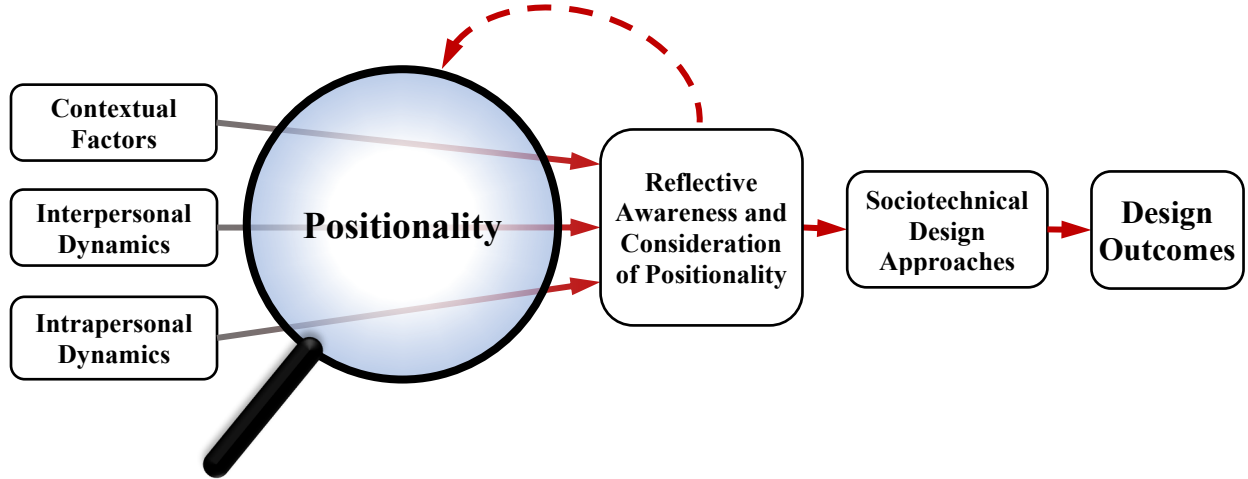 Contextual
Factors
Interpersonal
Dynamics
Intrapersonal
Dynamics
Positionality
Reflective
Awareness and
Consideration
of Positionality
Sociotechnical
Design
Approaches
Design
Outcomes